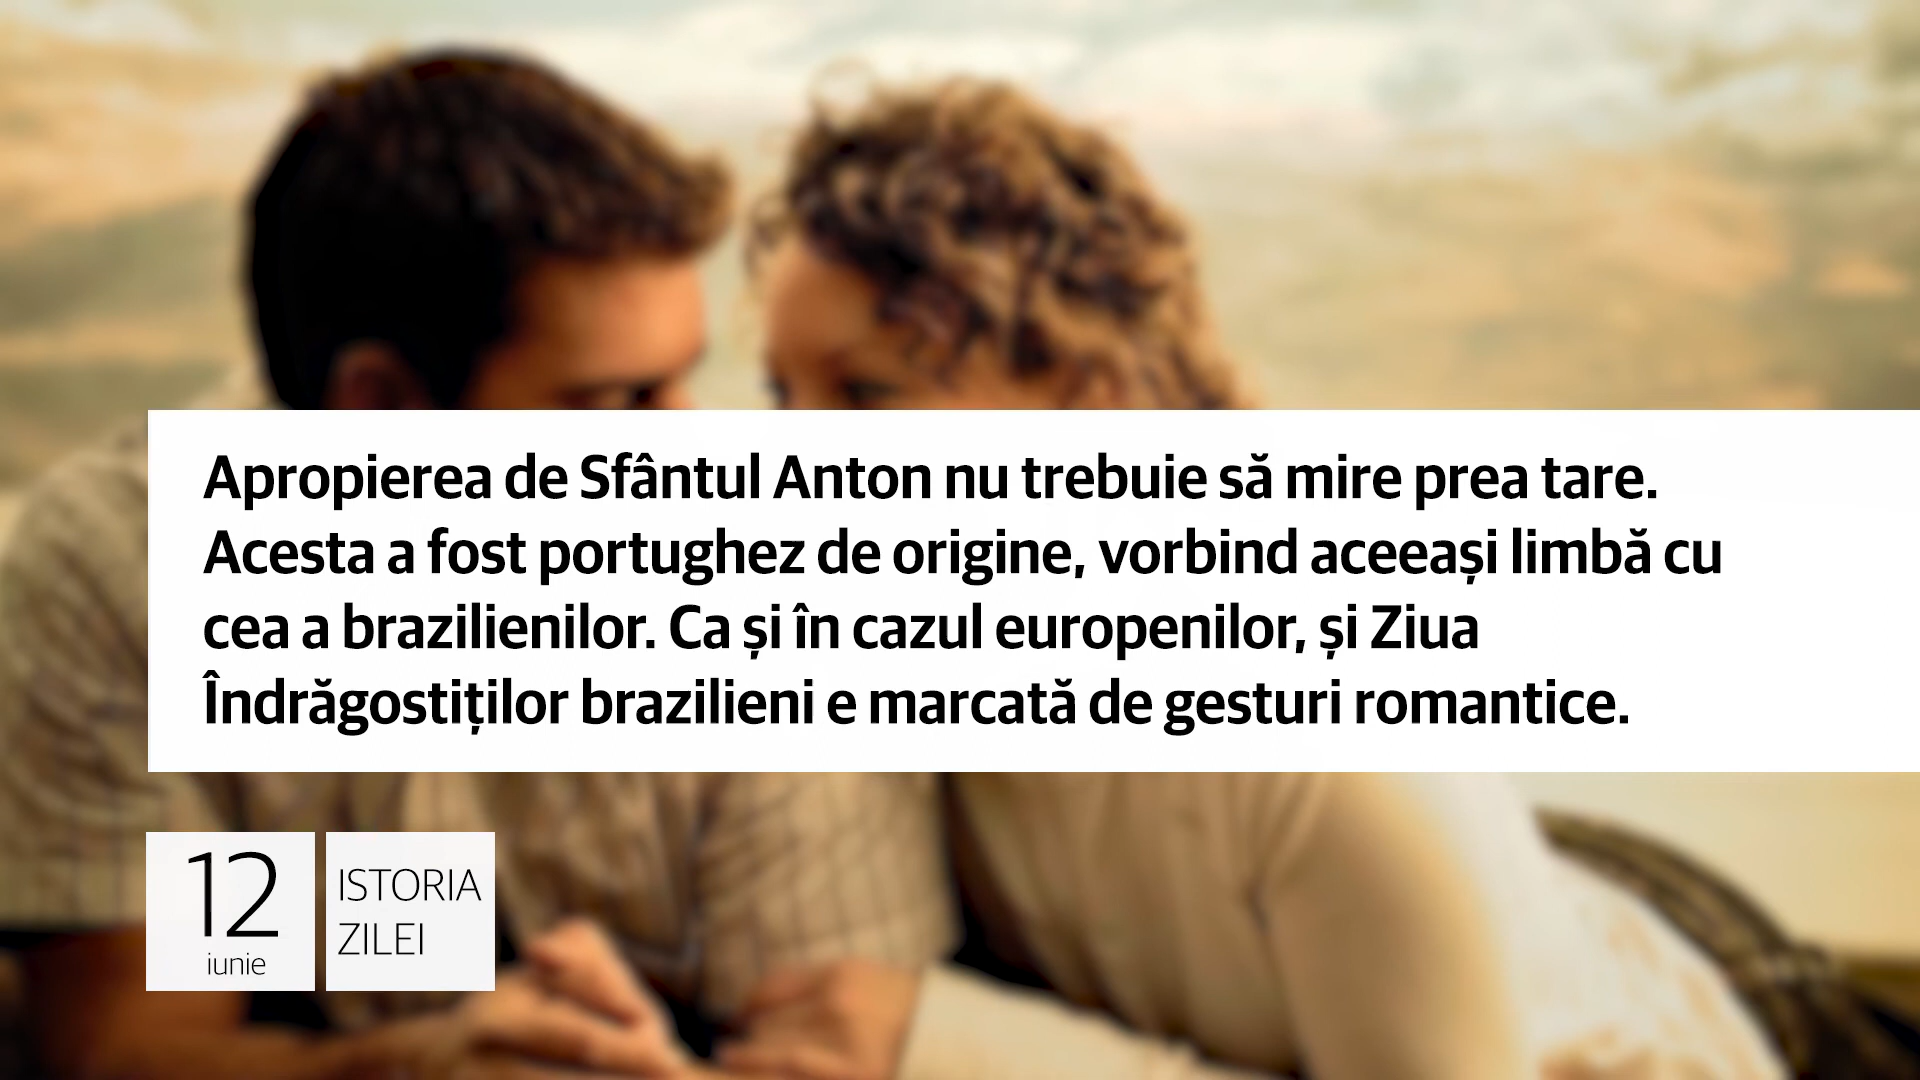 Apropierea de Sfântul Anton nu trebuie să mire prea tare.
Acesta a fost portughez de origine, vorbind aceeași limbă cu
cea a brazilienilor. Ca și în cazul europenilor, și Ziua
Îndrăgostiților brazilieni e marcată de gesturi romantice.
12
iunie
ISTORIA
ZILEI